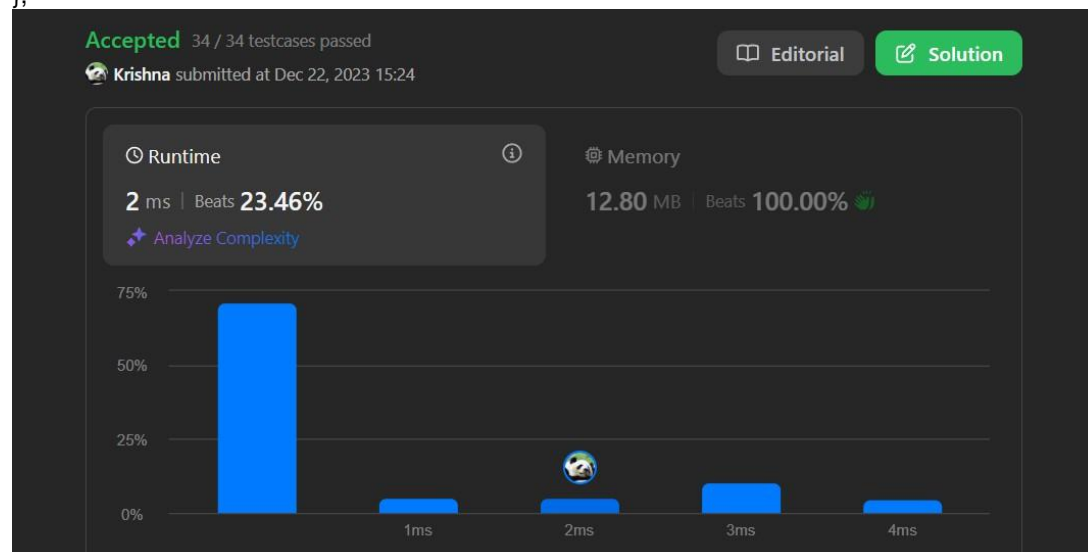 };
Accepted 34 / 34 testcases passed
Editorial
Solution
Krishna submitted at Dec 22, 2023 15:24
Runtime
Memory
2 ms | Beats 23.46%
12.80 MB | Beats 100.00%
Analyze Complexity
75%
50%
25%
0%
1ms 2ms 3ms 4ms